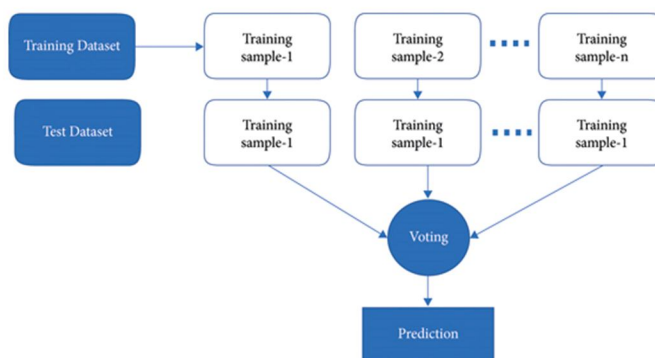 Training Dataset
Training
sample-1
Training
sample-2
Training
sample-n
Test Dataset
Training
sample-1
Training
sample-1
Training
sample-1
Voting
Prediction